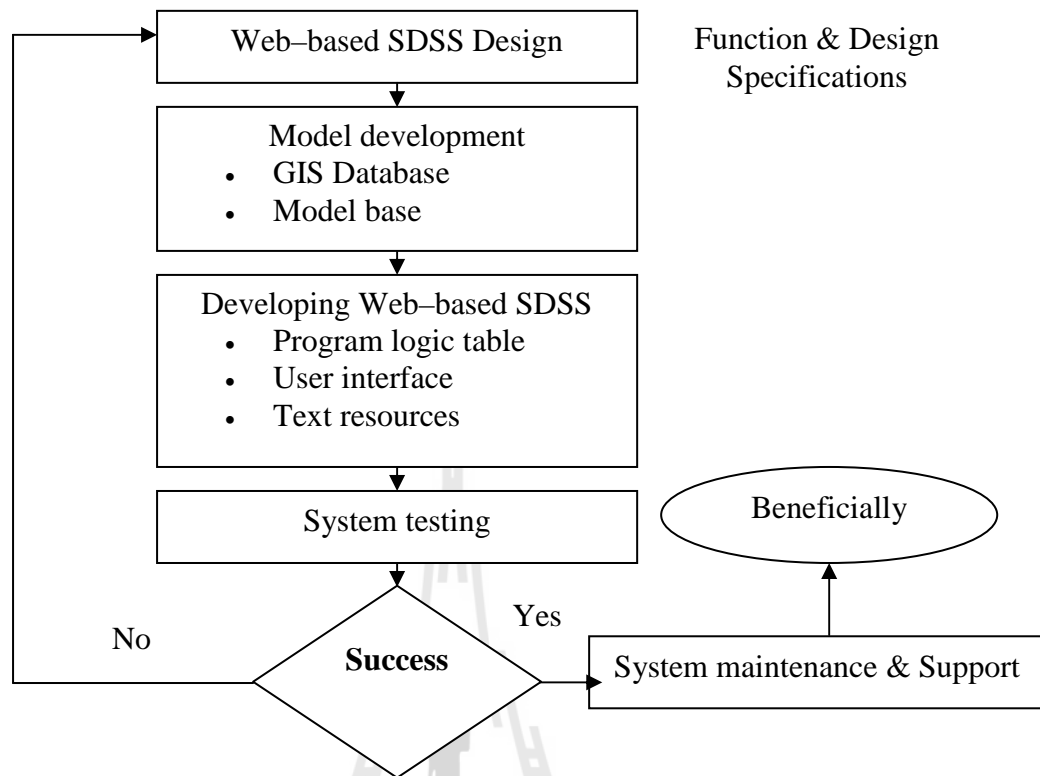 Web–based SDSS Design
Function & Design
Specifications
Model development
• GIS Database
• Model base
Developing Web–based SDSS
• Program logic table
• User interface
• Text resources
System testing
Beneficially
No
Yes
Success
System maintenance & Support